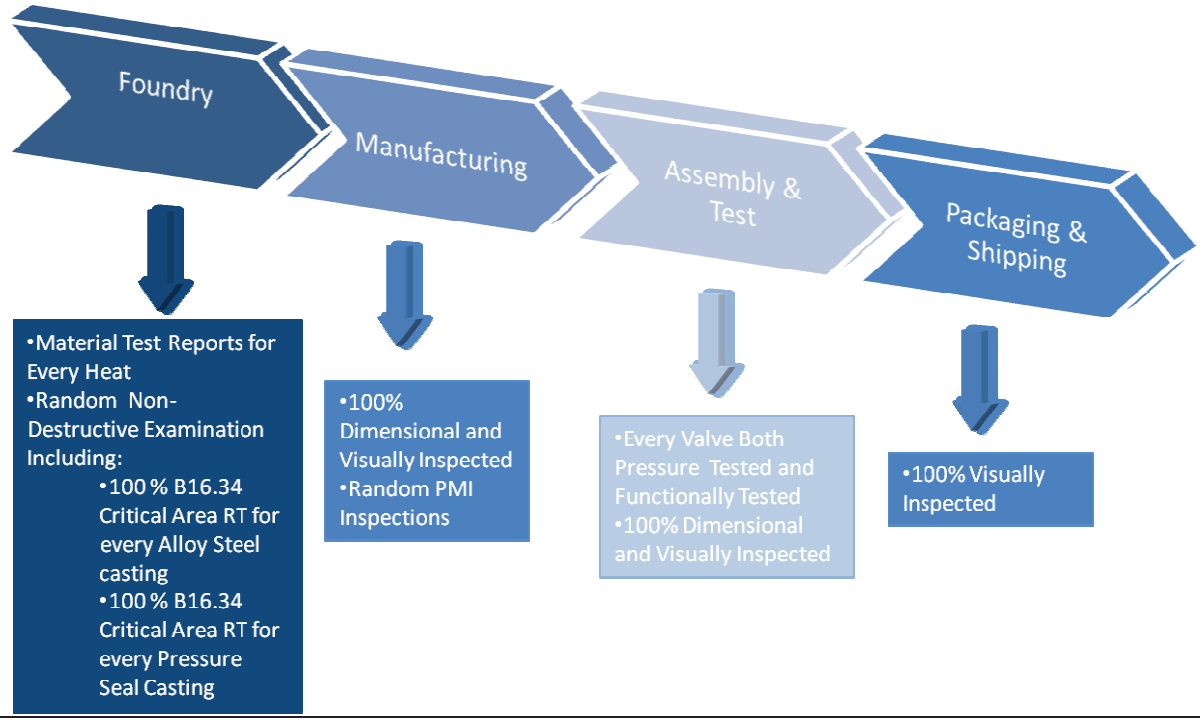 Foundry
Manufacturing
Assembly &
Test
Packaging &
Shipping
•Material Test Reports for
Every Heat
•Random Non-
Destructive Examination
Including:
•100 % B16.34
Critical Area RT for
every Alloy Steel
casting
•100 % B16.34
Critical Area RT for
every Pressure
Seal Casting
•100%
Dimensional and
Visually Inspected
•Random PMI
Inspections
•Every Valve Both
Pressure Tested and
Functionally Tested
•100% Dimensional
and Visually Inspected
•100% Visually
Inspected